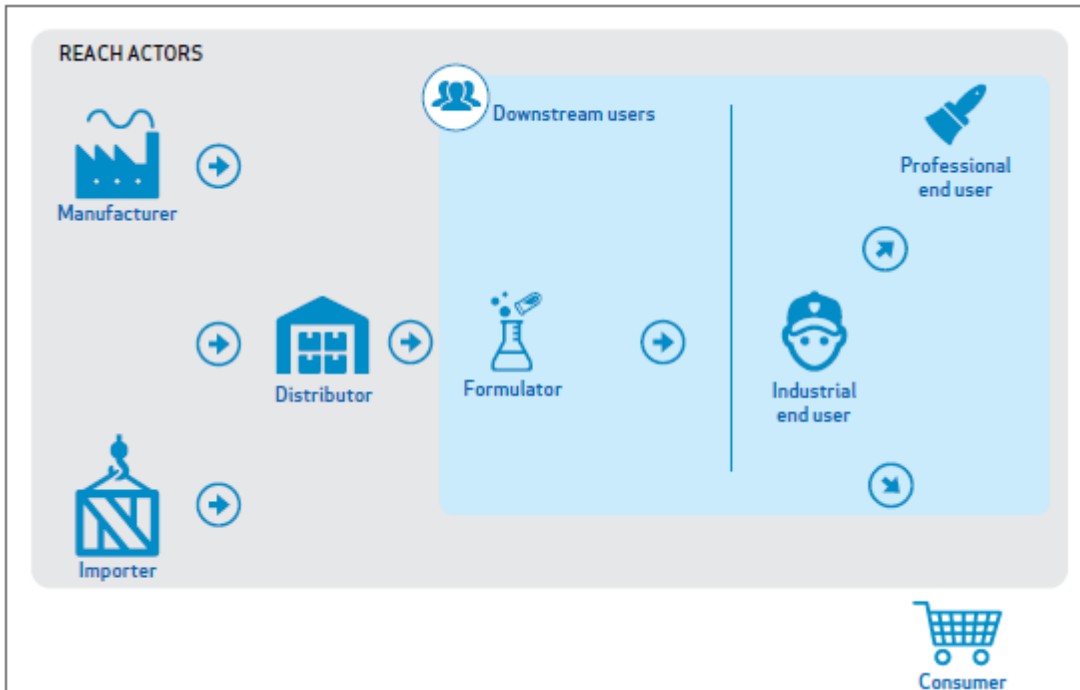 REACH ACTORS
Downstream users
Manufacturer
Professional
end user
Distributor
Formulator
Industrial
end user
Importer
Consumer